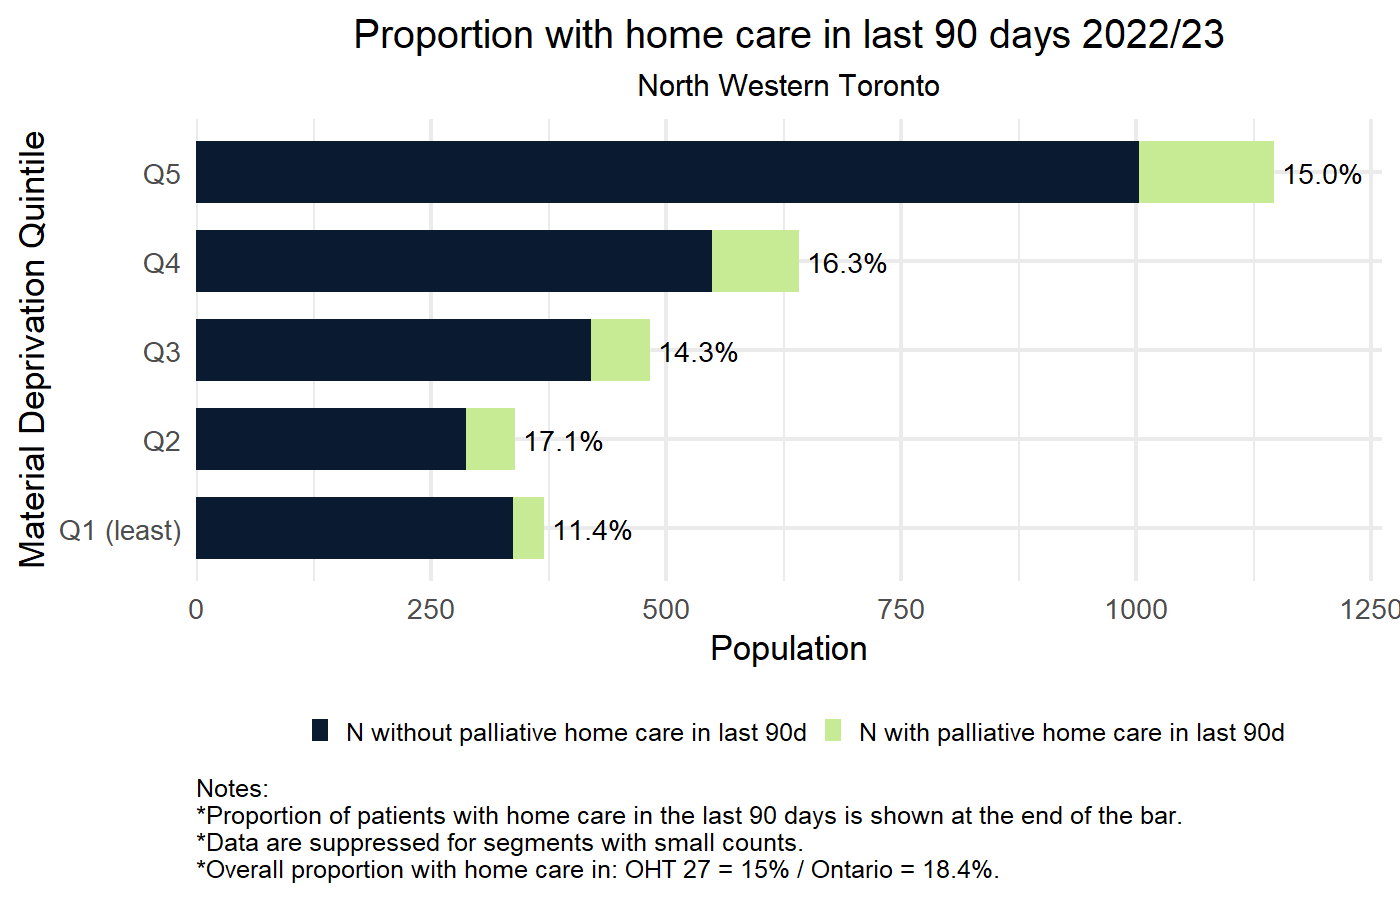 Proportion with home care in last 90 days 2022/23
North Western Toronto
Material Deprivation Quintile
Q5
15.0%
Q4
16.3%
Q3
14.3%
Q2
17.1%
Q1 (least)
11.4%
0 250 500 750 1000 1250
Population
N without palliative home care in last 90d N with palliative home care in last 90d
Notes:
*Proportion of patients with home care in the last 90 days is shown at the end of the bar.
*Data are suppressed for segments with small counts.
*Overall proportion with home care in: OHT 27 = 15% / Ontario = 18.4%.